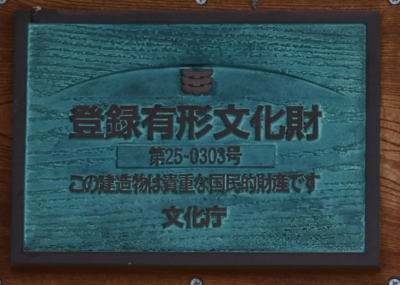 登録有形文化財
第25-0303号
この建造物は貴重な国民的財産です
文化庁